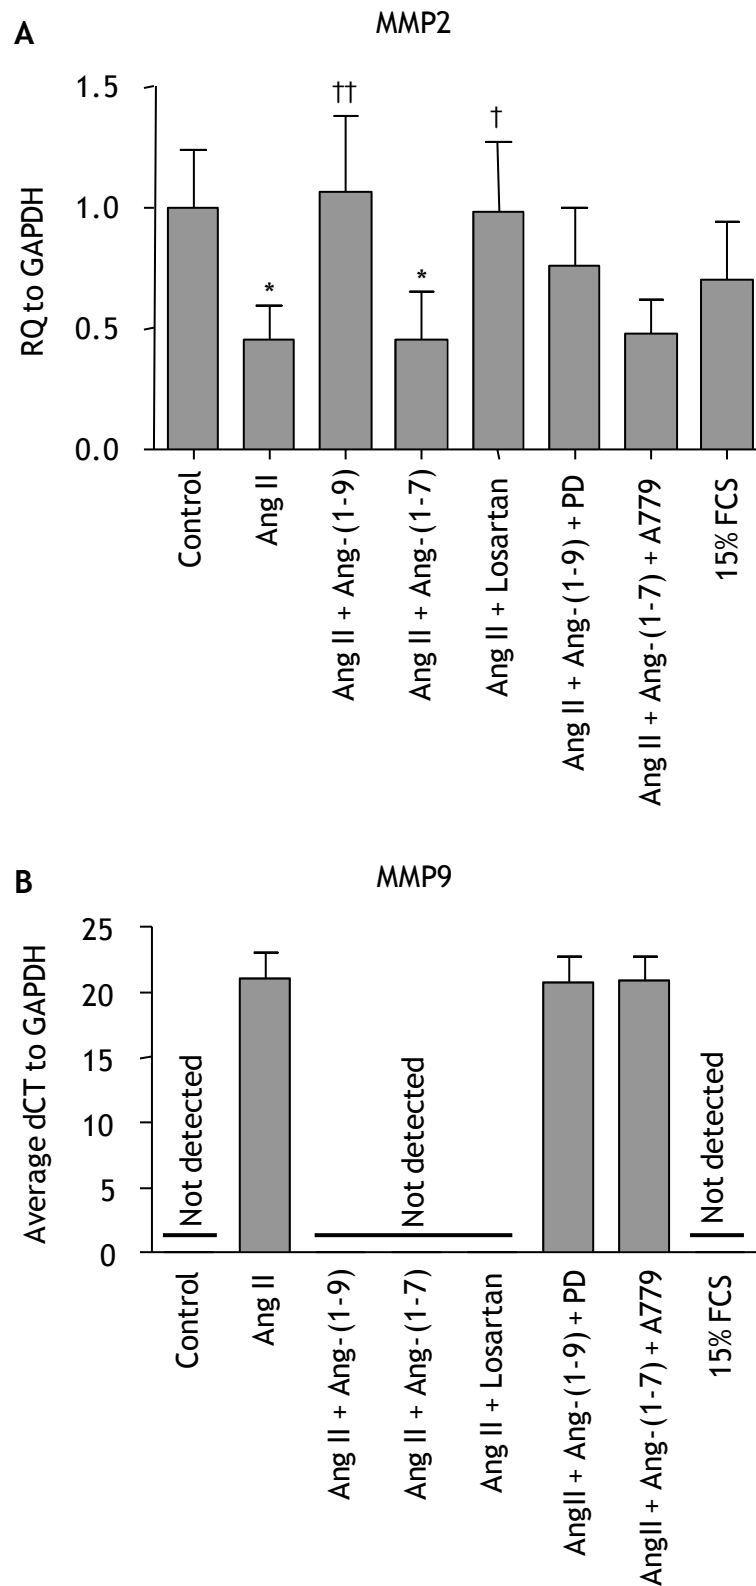 A
MMP2
RQ to GAPDH
1.5
1.0
0.5
0.0
*
††
*
†
Control
Ang II
Ang II + Ang-(1-9)
Ang II + Ang-(1-7)
Ang II + Losartan
Ang II + Ang-(1-9) + PD
Ang II + Ang-(1-7) + A779
15% FCS
B
MMP9
Average dCT to GAPDH
25
20
15
10
5
0
Not detected
Not detected
Not detected
Control
Ang II
Ang II + Ang-(1-9)
Ang II + Ang-(1-7)
Ang II + Losartan
AngII + Ang-(1-9) + PD
AngII + Ang-(1-7) + A779
15% FCS